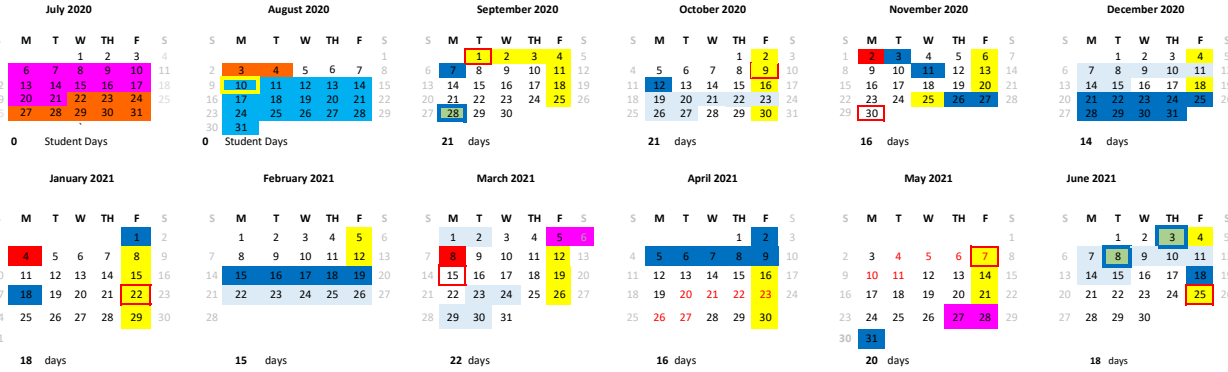 July 2020
M T W TH F S
1 2 3 4
6 7 8 9 10 11
13 14 15 16 17 18
20 21 22 23 24 25
27 28 29 30 31
0 Student Days
August 2020
S M T W TH F S
1
2 3 4 5 6 7 8
9 10 11 12 13 14 15
16 17 18 19 20 21 22
23 24 25 26 27 28 29
30 31
0 Student Days
September 2020
S M T W TH F S
1 2 3 4 5
6 7 8 9 10 11 12
13 14 15 16 17 18 19
20 21 22 23 24 25 26
27 28 29 30
21 days
October 2020
S M T W TH F S
1 2 3
4 5 6 7 8 9 10
11 12 13 14 15 16 17
18 19 20 21 22 23 24
25 26 27 28 29 30 31
21 days
November 2020
S M T W TH F S
1 2 3 4 5 6 7
8 9 10 11 12 13 14
15 16 17 18 19 20 21
22 23 24 25 26 27 28
29 30
16 days
December 2020
S M T W TH F S
1 2 3 4 5
6 7 8 9 10 11 12
13 14 15 16 17 18 19
20 21 22 23 24 25 26
27 28 29 30 31
14 days
January 2021
M T W TH F S
1 2
4 5 6 7 8 9
11 12 13 14 15 16
18 19 20 21 22 23
25 26 27 28 29 30
18 days
February 2021
S M T W TH F S
1 2 3 4 5 6
7 8 9 10 11 12 13
14 15 16 17 18 19 20
21 22 23 24 25 26 27
28
15 days
March 2021
S M T W TH F S
1 2 3 4 5 6
7 8 9 10 11 12 13
14 15 16 17 18 19 20
21 22 23 24 25 26 27
28 29 30 31
22 days
April 2021
S M T W TH F S
1 2 3
4 5 6 7 8 9 10
11 12 13 14 15 16 17
18 19 20 21 22 23 24
25 26 27 28 29 30
16 days
May 2021
S M T W TH F S
1
2 3 4 5 6 7 8
9 10 11 12 13 14 15
16 17 18 19 20 21 22
23 24 25 26 27 28 29
30 31
20 days
June 2021
S M T W TH F S
1 2 3 4 5
6 7 8 9 10 11 12
13 14 15 16 17 18 19
20 21 22 23 24 25 26
27 28 29 30
18 days